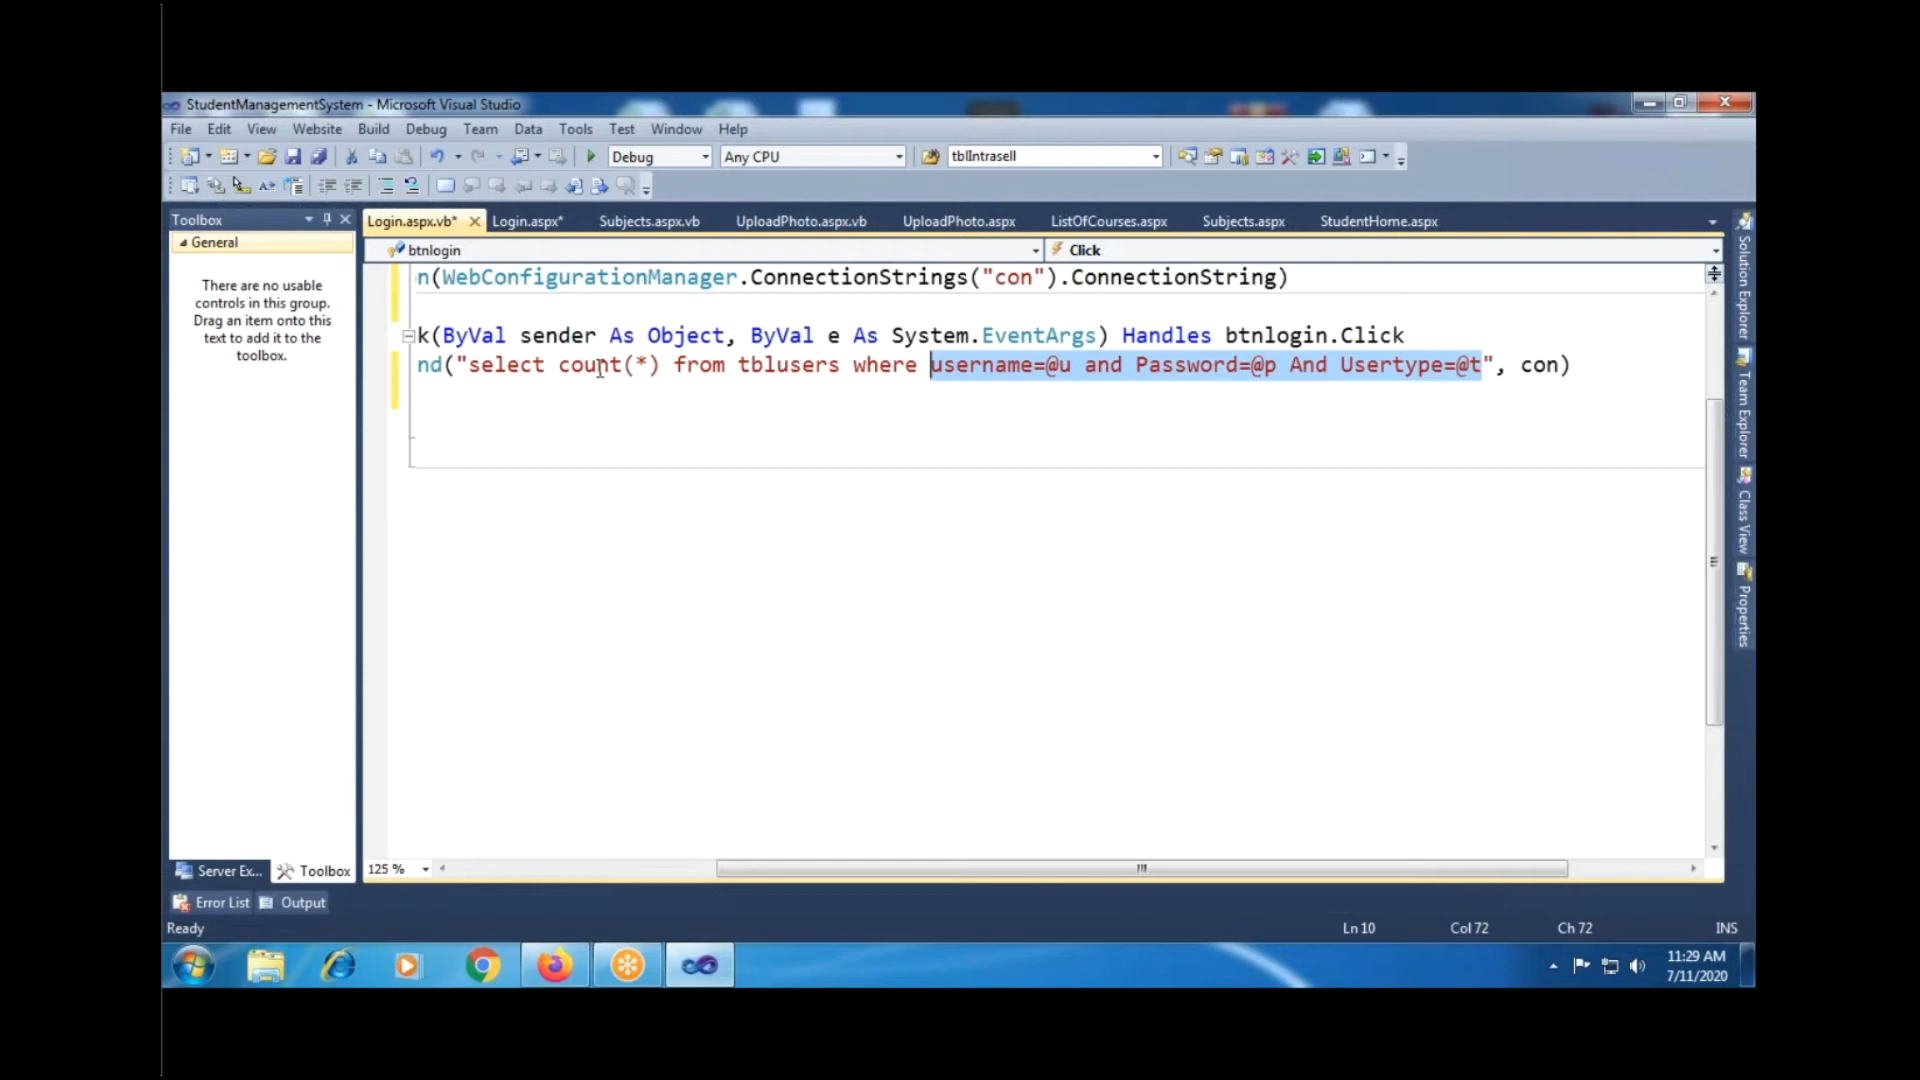 StudentManagementSystem - Microsoft Visual Studio
File Edit View Website Build Debug Team Data Tools Test Window Help
Debug Any CPU tblIntrasell
Toolbox
General
There are no usable
controls in this group.
Drag an item onto this
text to add it to the
toolbox.
Login.aspx.vb* Login.aspx* Subjects.aspx.vb UploadPhoto.aspx.vb UploadPhoto.aspx ListOfCourses.aspx Subjects.aspx StudentHome.aspx
btnlogin Click
n(WebConfigurationManager.ConnectionStrings("con").ConnectionString)
k(ByVal sender As Object, ByVal e As System.EventArgs) Handles btnlogin.Click
nd("select count(*) from tblusers where username=@u and Password=@p And Usertype=@t", con)
Solution Explorer
Team Explorer
Class View
Properties
Server Ex... Toolbox
125 %
Error List Output
Ready Ln 10 Col 72 Ch 72 INS
11:29 AM
7/11/2020